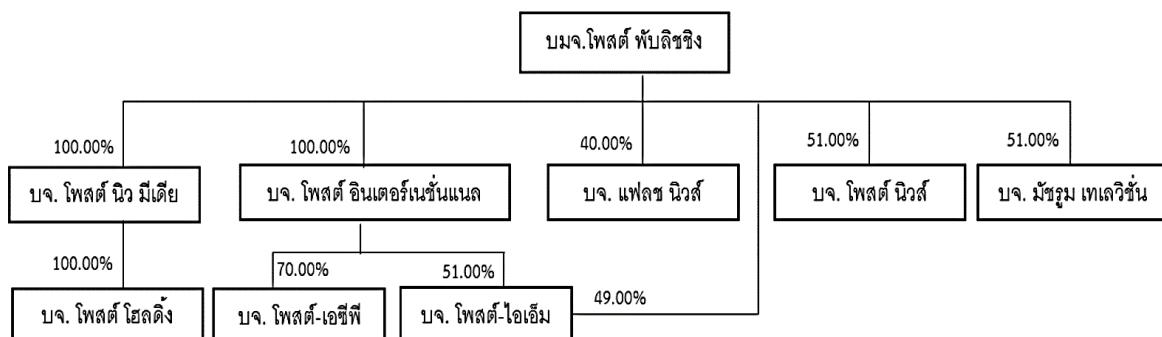 บมจ.โพสต์ พับลิชชิง
100.00%
100.00%
40.00%
51.00%
51.00%
บจ. โพสต์ นิว มีเดีย
บจ. โพสต์ อินเตอร์เนชั่นแนล
บจ. แฟลช นิวส์
บจ. โพสต์ นิวส์
บจ. มัชรูม เทเลวิชั่น
100.00%
70.00%
51.00%
49.00%
บจ. โพสต์ โฮลดิ้ง
บจ. โพสต์-เอซีพี
บจ. โพสต์-ไอเอ็ม